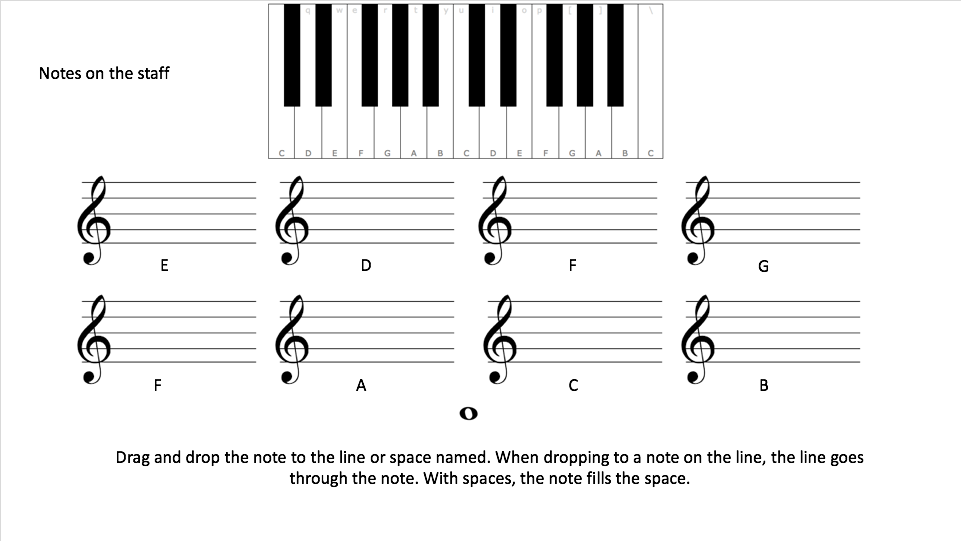 q w e r t y u i o p [ ] \
Notes on the staff
C D E F G A B C D E F G A B C
E D F G
F A C B
Drag and drop the note to the line or space named. When dropping to a note on the line, the line goes
through the note. With spaces, the note fills the space.